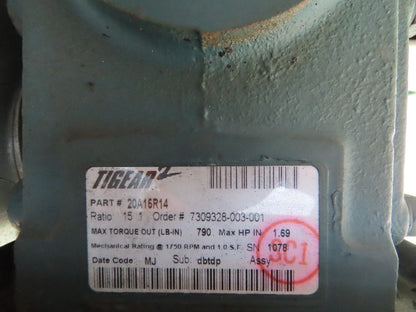 TIGEAR 2
PART # 20A15R14
Ratio 15:1 Order # 7309328-003-001
MAX TORQUE OUT (LB-IN) 790 Max HP IN 1.69
Mechanical Rating @ 1750 RPM and 1.0 S.F. SN 1078
Date Code MJ Sub: dbtdp Assy
3CI